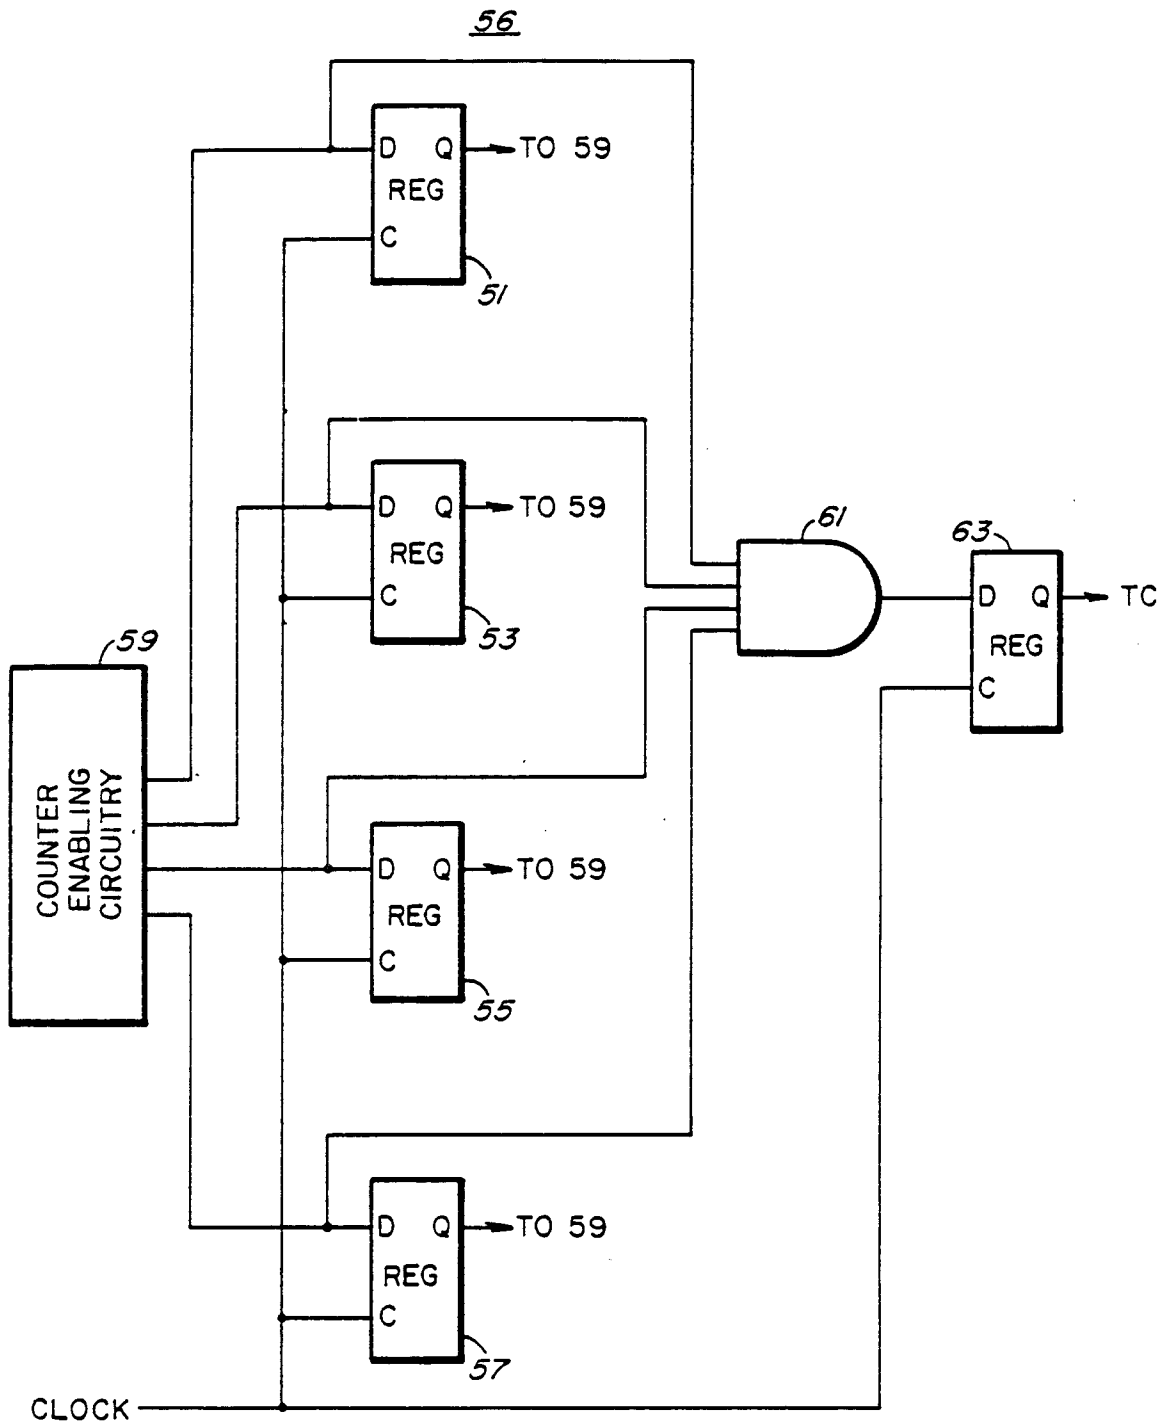 56
D Q TO 59
REG
C
51
D Q TO 59
REG
C
53
61
63
D Q TC
REG
C
59
COUNTER
ENABLING
CIRCUITRY
D Q TO 59
REG
C
55
D Q TO 59
REG
C
57
CLOCK